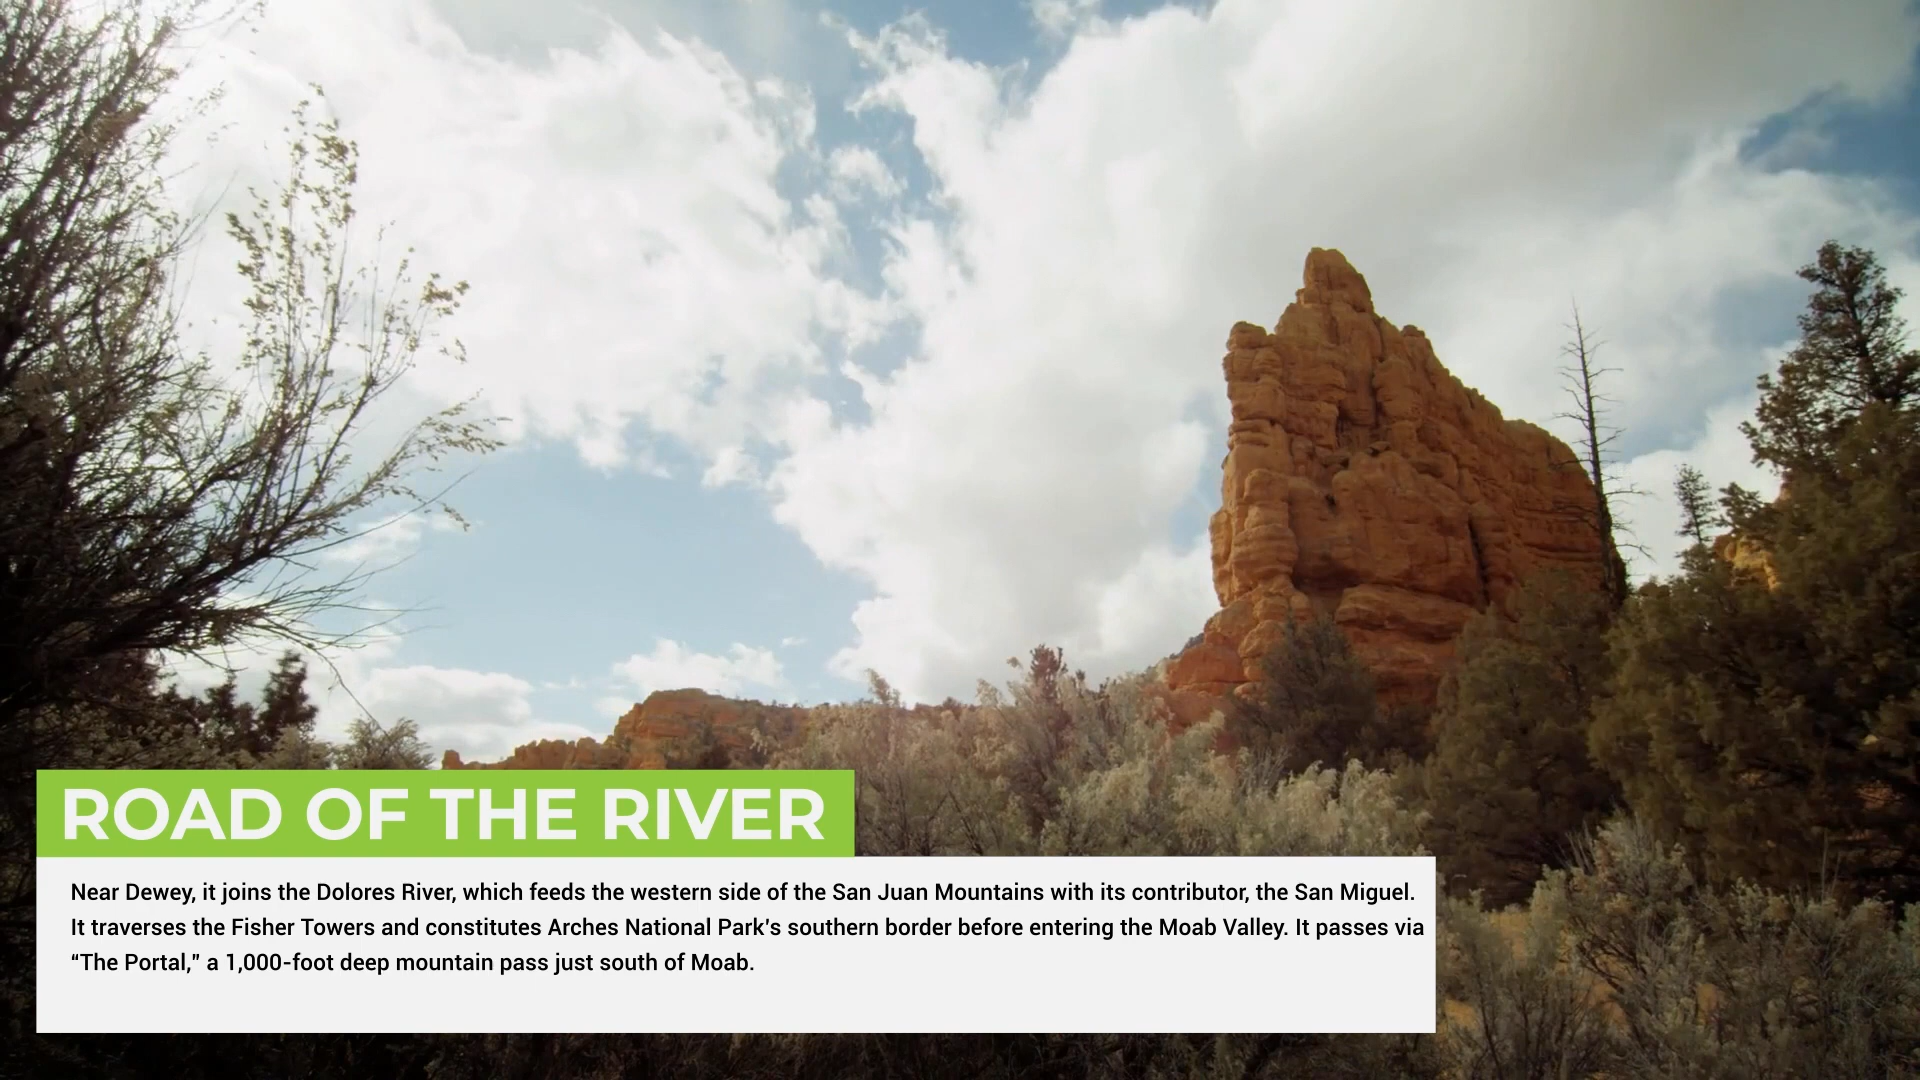 ROAD OF THE RIVER
Near Dewey, it joins the Dolores River, which feeds the western side of the San Juan Mountains with its contributor, the San Miguel.
It traverses the Fisher Towers and constitutes Arches National Park's southern border before entering the Moab Valley. It passes via
“The Portal,” a 1,000-foot deep mountain pass just south of Moab.